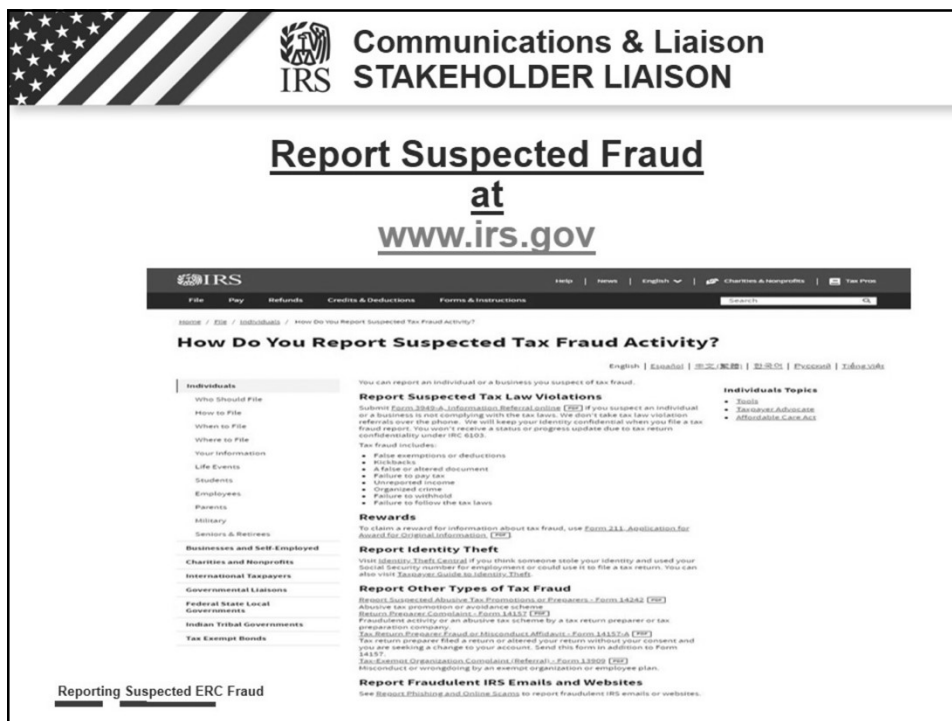 IRS
Communications & Liaison
STAKEHOLDER LIAISON
Report Suspected Fraud
at
www.irs.gov
IRS
Help | News | English | Charities & Nonprofits | Tax Pros
File Pay Refunds Credits & Deductions Forms & Instructions
Search
Home / File / Individuals / How Do You Report Suspected Tax Fraud Activity?
How Do You Report Suspected Tax Fraud Activity?
English | Español | 中文 (繁體) | 한국어 | Русский | Tiếng Việt
Individuals
Who Should File
How to File
When to File
Where to File
Your Information
Life Events
Students
Employees
Parents
Military
Seniors & Retirees
Businesses and Self-Employed
Charities and Nonprofits
International Taxpayers
Governmental Liaisons
Federal State Local
Governments
Indian Tribal Governments
Tax Exempt Bonds
You can report an individual or a business you suspect of tax fraud.
Report Suspected Tax Law Violations
Submit Form 3949-A, Information Referral online PDF if you suspect an individual
or a business is not complying with the tax laws. We don't take tax law violation
referrals over the phone. We will keep your identity confidential when you file a tax
fraud report. You won't receive a status or progress update due to tax return
confidentiality under IRC 6103.
Tax fraud includes:
• False exemptions or deductions
• Kickbacks
• A false or altered document
• Failure to pay tax
• Unreported income
• Organized crime
• Failure to withhold
• Failure to follow the tax laws
Rewards
To claim a reward for information about tax fraud, use Form 211, Application for
Award for Original Information. PDF
Report Identity Theft
Visit Identity Theft Central if you think someone stole your identity and used your
Social Security number for employment or could use it to file a tax return. You can
also visit Taxpayer Guide to Identity Theft.
Report Other Types of Tax Fraud
Report Suspected Abusive Tax Promotions or Preparers - Form 14242 PDF
Abusive tax promotion or avoidance scheme
Return Preparer Complaint - Form 14157 PDF
Fraudulent activity or an abusive tax scheme by a tax return preparer or tax
preparation company.
Tax Return Preparer Fraud or Misconduct Affidavit - Form 14157-A PDF
Tax return preparer filed a return or altered your return without your consent and
you are seeking a change to your account. Send this form in addition to Form
14157.
Tax-Exempt Organization Complaint (Referral) - Form 13909 PDF
Misconduct or wrongdoing by an exempt organization or employee plan.
Report Fraudulent IRS Emails and Websites
See Report Phishing and Online Scams to report fraudulent IRS emails or websites.
Individuals Topics
• Tools
• Taxpayer Advocate
• Affordable Care Act
Reporting Suspected ERC Fraud